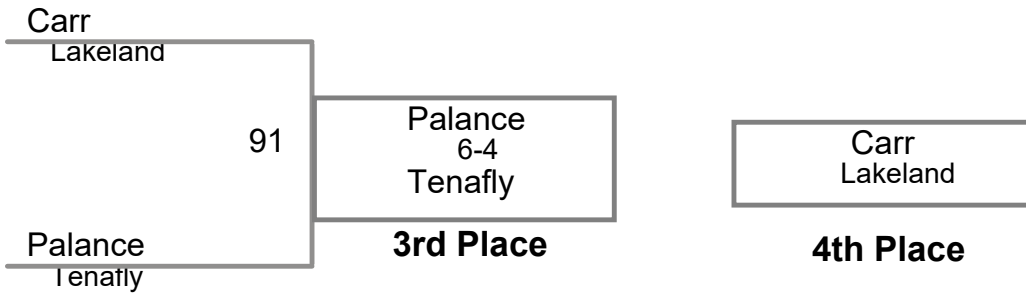 Carr
Lakeland
91
Palance
6-4
Tenafly
3rd Place
Palance
Tenafly
Carr
Lakeland
4th Place